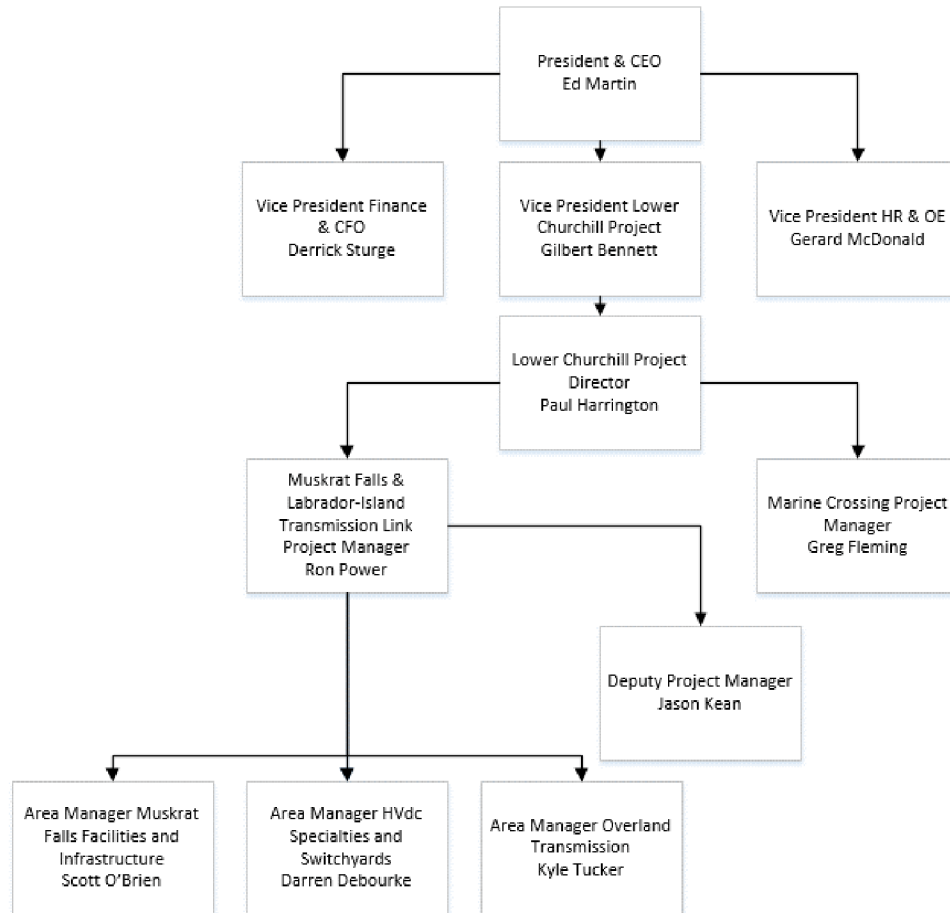 President & CEO
Ed Martin
Vice President Finance
& CFO
Derrick Sturge
Vice President Lower
Churchill Project
Gilbert Bennett
Vice President HR & OE
Gerard McDonald
Lower Churchill Project
Director
Paul Harrington
Muskrat Falls &
Labrador-Island
Transmission Link
Project Manager
Ron Power
Marine Crossing Project
Manager
Greg Fleming
Deputy Project Manager
Jason Kean
Area Manager Muskrat
Falls Facilities and
Infrastructure
Scott O’Brien
Area Manager HVdc
Specialties and
Switchyards
Darren Debourke
Area Manager Overland
Transmission
Kyle Tucker